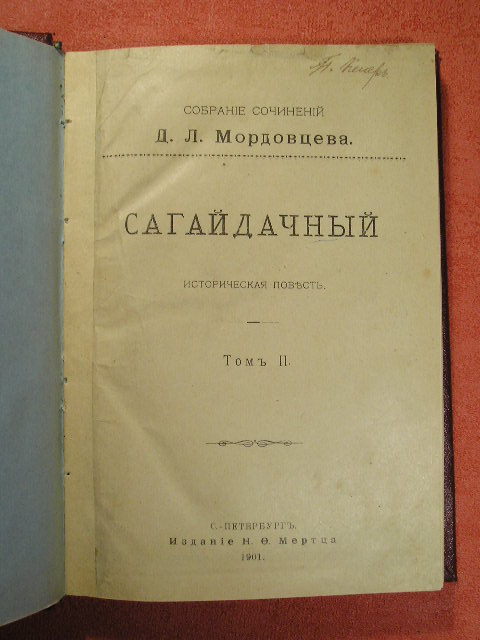 СОБРАНІЕ СОЧИНЕНІЙ
Д. Л. Мордовцева.
САГАЙДАЧНЫЙ
ИСТОРИЧЕСКАЯ ПОВѢСТЬ.
Томъ II.
С.-ПЕТЕРБУРГЪ.
Изданіе Н. Ѳ. Мертца
1901.